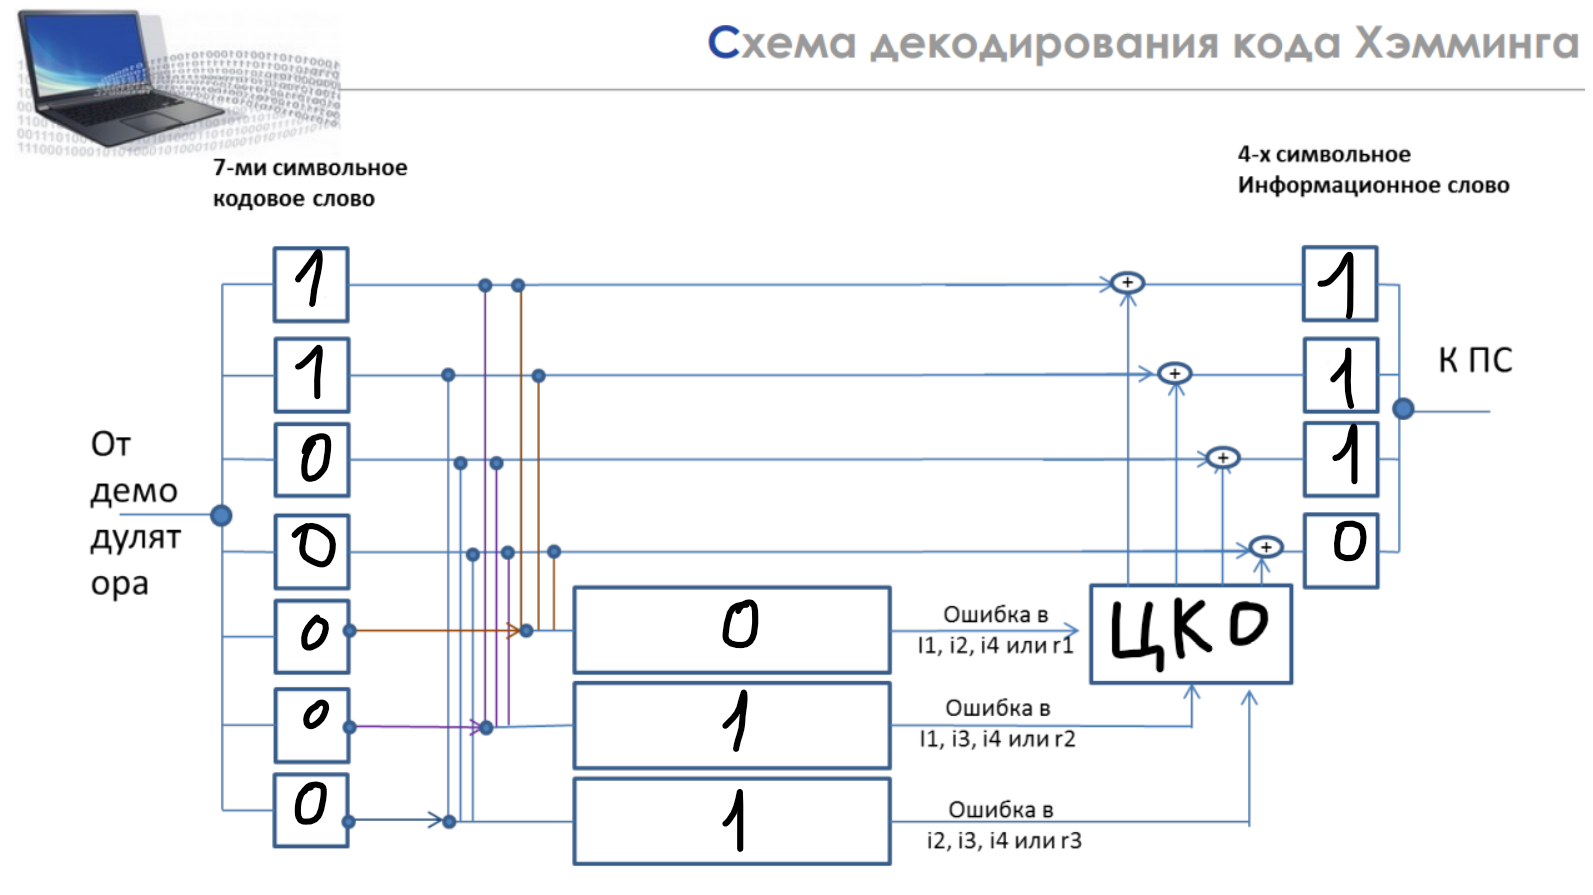 Схема декодирования кода Хэмминга
7-ми символьное
кодовое слово
4-х символьное
Информационное слово
1
1
1
1
К ПС
От
демо
дулят
ора
0
1
0
0
0
0
Ошибка в
I1, i2, i4 или r1
ЦКО
0
1
Ошибка в
I1, i3, i4 или r2
0
1
Ошибка в
i2, i3, i4 или r3